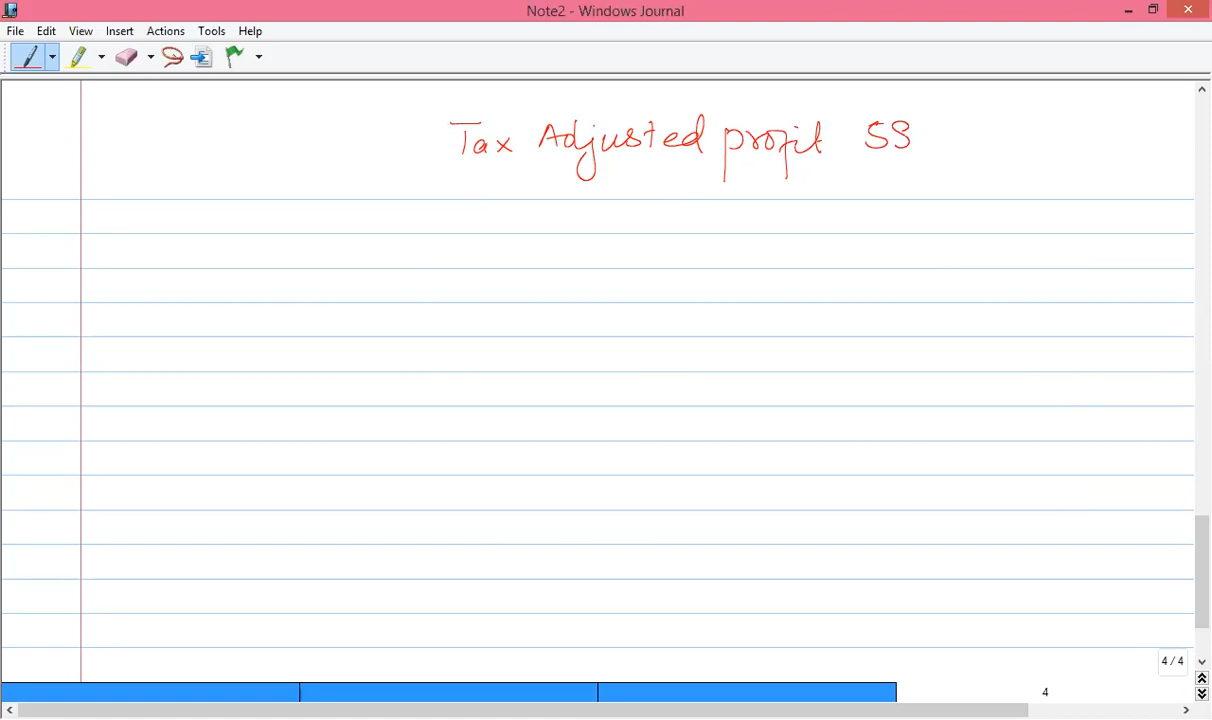 Note2 - Windows Journal
File Edit View Insert Actions Tools Help
Tax Adjusted profit SS
4 / 4
4